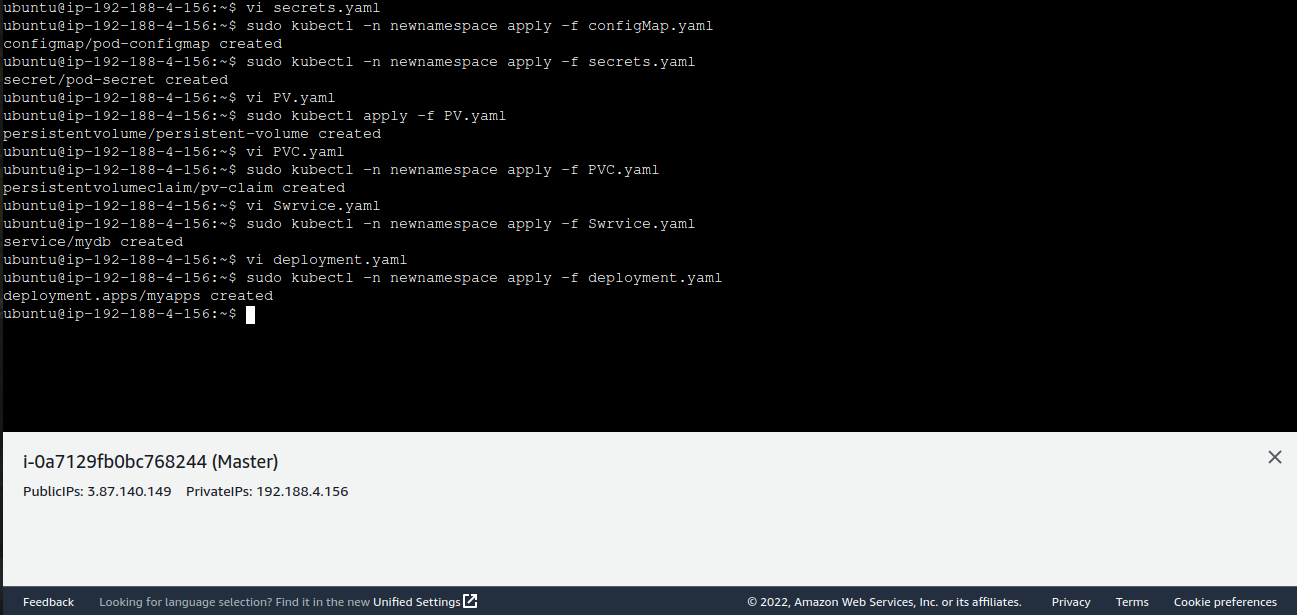 ubuntu@ip-192-188-4-156:~$ vi secrets.yaml
ubuntu@ip-192-188-4-156:~$ sudo kubectl -n newnamespace apply -f configMap.yaml
configmap/pod-configmap created
ubuntu@ip-192-188-4-156:~$ sudo kubectl -n newnamespace apply -f secrets.yaml
secret/pod-secret created
ubuntu@ip-192-188-4-156:~$ vi PV.yaml
ubuntu@ip-192-188-4-156:~$ sudo kubectl apply -f PV.yaml
persistentvolume/persistent-volume created
ubuntu@ip-192-188-4-156:~$ vi PVC.yaml
ubuntu@ip-192-188-4-156:~$ sudo kubectl -n newnamespace apply -f PVC.yaml
persistentvolumeclaim/pv-claim created
ubuntu@ip-192-188-4-156:~$ vi Swrvice.yaml
ubuntu@ip-192-188-4-156:~$ sudo kubectl -n newnamespace apply -f Swrvice.yaml
service/mydb created
ubuntu@ip-192-188-4-156:~$ vi deployment.yaml
ubuntu@ip-192-188-4-156:~$ sudo kubectl -n newnamespace apply -f deployment.yaml
deployment.apps/myapps created
ubuntu@ip-192-188-4-156:~$
i-0a7129fb0bc768244 (Master)
PublicIPs: 3.87.140.149 PrivateIPs: 192.188.4.156
Feedback Looking for language selection? Find it in the new Unified Settings © 2022, Amazon Web Services, Inc. or its affiliates. Privacy Terms Cookie preferences